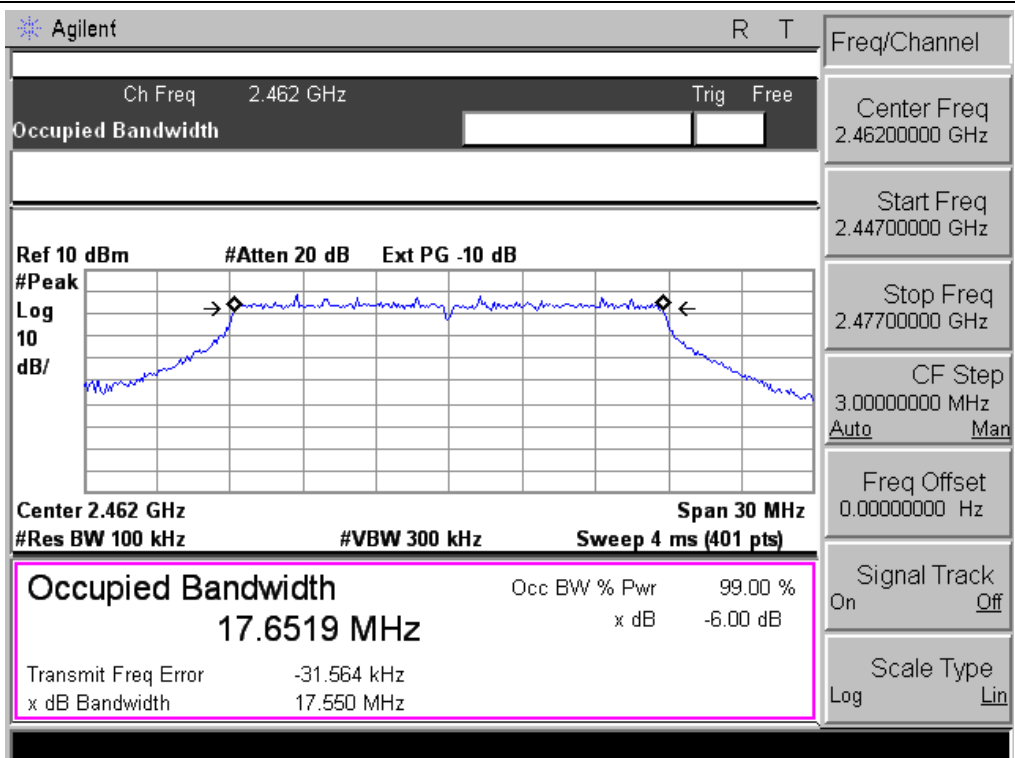 Agilent R T
Ch Freq 2.462 GHz Trig Free
Occupied Bandwidth
Ref 10 dBm #Atten 20 dB Ext PG -10 dB
#Peak
Log
10
dB/
Center 2.462 GHz Span 30 MHz
#Res BW 100 kHz #VBW 300 kHz Sweep 4 ms (401 pts)
Occupied Bandwidth
17.6519 MHz
Occ BW % Pwr 99.00 %
x dB -6.00 dB
Transmit Freq Error -31.564 kHz
x dB Bandwidth 17.550 MHz
Freq/Channel
Center Freq
2.46200000 GHz
Start Freq
2.44700000 GHz
Stop Freq
2.47700000 GHz
CF Step
3.00000000 MHz
Auto Man
Freq Offset
0.00000000 Hz
Signal Track
On Off
Scale Type
Log Lin